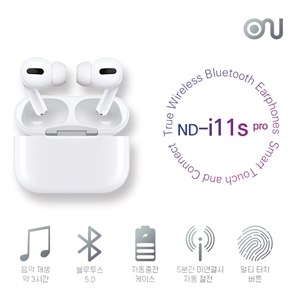 ON
True Wireless Bluetooth Earphones
ND-i11s pro
Smart Touch and Connect
음악 재생
약 3시간
블루투스
5.0
자동충전
케이스
5분간 미연결시
자동 절전
멀티 터치
버튼